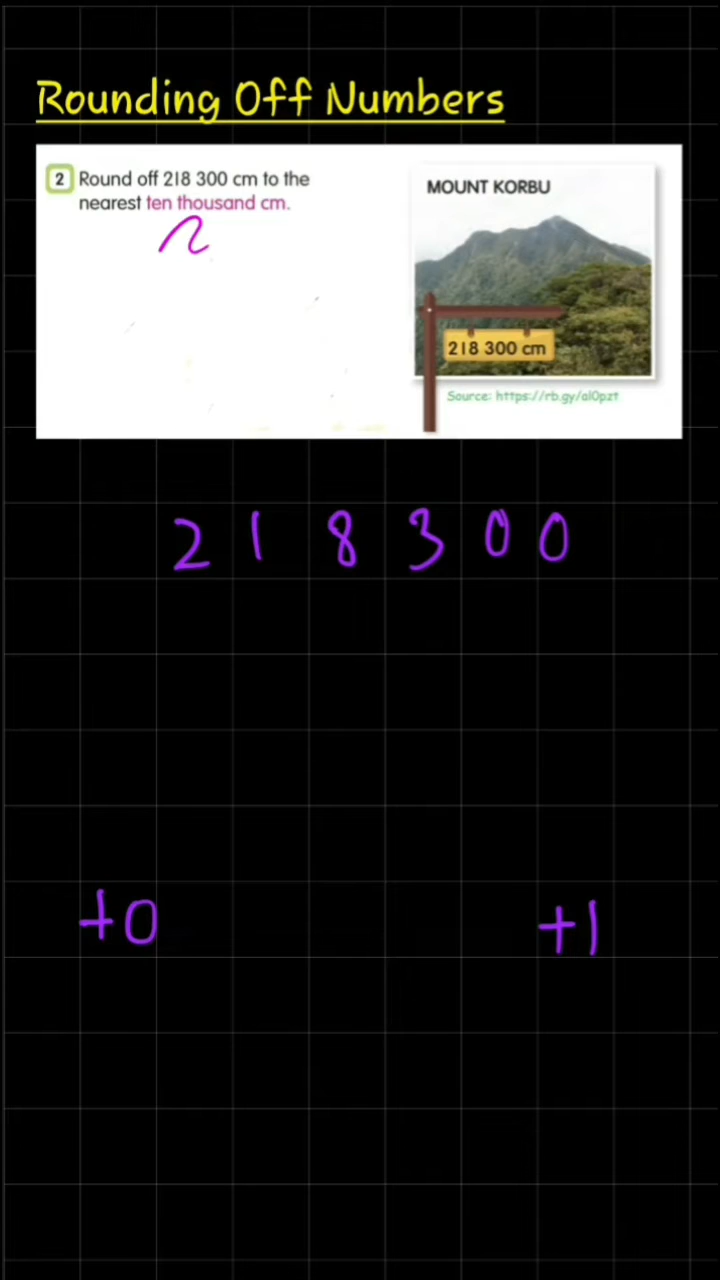 Rounding Off Numbers
2 Round off 218 300 cm to the
nearest ten thousand cm.
MOUNT KORBU
218 300 cm
Source: https://rb.gy/al0pzt
2 1 8 3 0 0
+0 +1